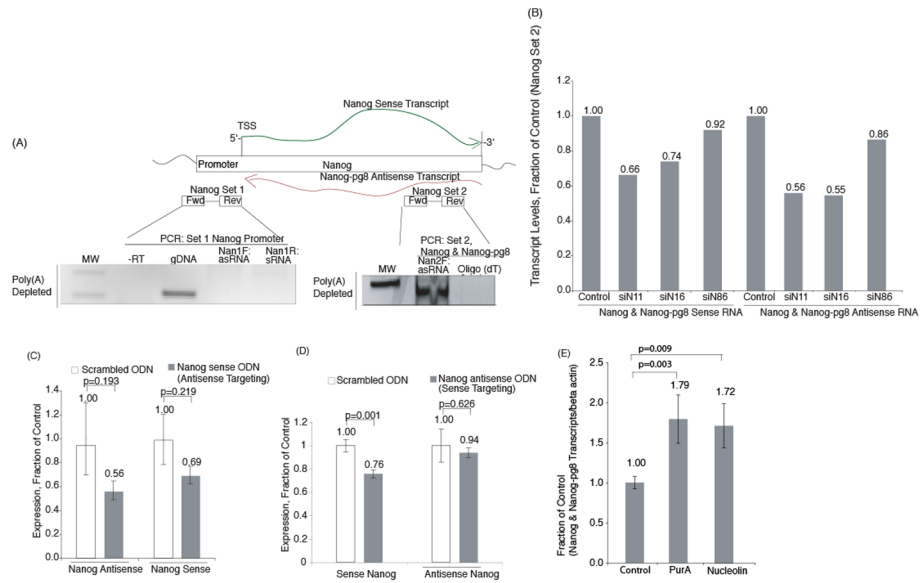 (A)
Nanog Sense Transcript
TSS
5'-
-3'
Promoter
Nanog
Nanog-pg8 Antisense Transcript
Nanog Set 1
Fwd
Rev
Nanog Set 2
Fwd
Rev
PCR: Set 1 Nanog Promoter
MW
-RT
gDNA
Nan1F:
asRNA
Nan1R:
sRNA
Poly(A)
Depleted
PCR: Set 2,
Nanog & Nanog-pg8
MW
Nan2F:
asRNA
Oligo (dT)
Poly(A)
Depleted
(B)
Transcript Levels, Fraction of Control (Nanog Set 2)
1.2
1.0
0.8
0.6
0.4
0.2
0.0
1.00
0.66
0.74
0.92
1.00
0.56
0.55
0.86
Control
siN11
siN16
siN86
Control
siN11
siN16
siN86
Nanog & Nanog-pg8 Sense RNA
Nanog & Nanog-pg8 Antisense RNA
(C)
Scrambled ODN
Nanog sense ODN
(Antisense Targeting)
Expression, Fraction of Control
1.4
1.2
1.0
0.8
0.6
0.4
0.2
0.0
p=0.193
1.00
0.56
p=0.219
1.00
0.69
Nanog Antisense
Nanog Sense
(D)
Scrambled ODN
Nanog antisense ODN
(Sense Targeting)
Expression, Fraction of Control
1.2
1.0
0.8
0.6
0.4
0.2
0
p=0.001
1.00
0.76
p=0.626
1.00
0.94
Sense Nanog
Antisense Nanog
(E)
Fraction of Control
(Nanog & Nanog-pg8 Transcripts/beta actin)
2.5
2.0
1.5
1.0
0.5
0.0
p=0.009
p=0.003
1.00
1.79
1.72
Control
PurA
Nucleolin